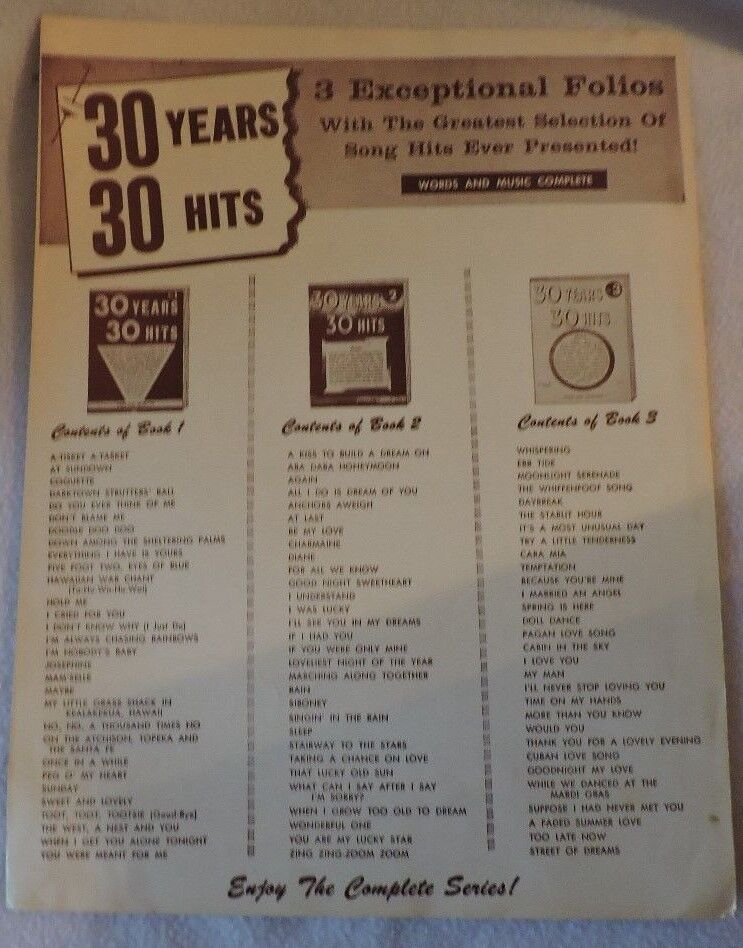 30 YEARS
30 HITS
3 Exceptional Folios
With The Greatest Selection Of
Song Hits Ever Presented!
WORDS AND MUSIC COMPLETE
30 YEARS
30 HITS
Contents of Book 1
A-TISKET A-TASKET
AT SUNDOWN
COQUETTE
DARKTOWN STRUTTERS' BALL
DO YOU EVER THINK OF ME
DON'T BLAME ME
DOODLE DOO DOO
DOWN AMONG THE SHELTERING PALMS
EVERYTHING I HAVE IS YOURS
FIVE FOOT TWO, EYES OF BLUE
HAWAIIAN WAR CHANT
(Ta-Hu-Wa-Hu-Wai)
HOLD ME
I CRIED FOR YOU
I DON'T KNOW WHY (I Just Do)
I'M ALWAYS CHASING RAINBOWS
I'M NOBODY'S BABY
JOSEPHINE
MAM'SELLE
MAYBE
MY LITTLE GRASS SHACK IN
KEALAKEKUA, HAWAII
NO, NO, A THOUSAND TIMES NO
ON THE ATCHISON, TOPEKA AND
THE SANTA FE
ONCE IN A WHILE
PEG O' MY HEART
SUNDAY
SWEET AND LOVELY
TOOT, TOOT, TOOTSIE (Good-Bye)
THE WEST, A NEST AND YOU
WHEN I GET YOU ALONE TONIGHT
YOU WERE MEANT FOR ME
30 YEARS 2
30 HITS
Contents of Book 2
A KISS TO BUILD A DREAM ON
ABA DABA HONEYMOON
AGAIN
ALL I DO IS DREAM OF YOU
ANCHORS AWEIGH
AT LAST
BE MY LOVE
CHARMAINE
DIANE
FOR ALL WE KNOW
GOOD NIGHT SWEETHEART
I UNDERSTAND
I WAS LUCKY
I'LL SEE YOU IN MY DREAMS
IF I HAD YOU
IF YOU WERE ONLY MINE
LOVELIEST NIGHT OF THE YEAR
MARCHING ALONG TOGETHER
RAIN
SIBONEY
SINGIN' IN THE RAIN
SLEEP
STAIRWAY TO THE STARS
TAKING A CHANCE ON LOVE
THAT LUCKY OLD SUN
WHAT CAN I SAY AFTER I SAY
I'M SORRY?
WHEN I GROW TOO OLD TO DREAM
WONDERFUL ONE
YOU ARE MY LUCKY STAR
ZING ZING-ZOOM ZOOM
30 YEARS 3
30 HITS
Contents of Book 3
WHISPERING
EBB TIDE
MOONLIGHT SERENADE
THE WHIFFENPOOF SONG
DAYBREAK
THE STARLIT HOUR
IT'S A MOST UNUSUAL DAY
TRY A LITTLE TENDERNESS
CARA MIA
TEMPTATION
BECAUSE YOU'RE MINE
I MARRIED AN ANGEL
SPRING IS HERE
DOLL DANCE
PAGAN LOVE SONG
CABIN IN THE SKY
I LOVE YOU
MY MAN
I'LL NEVER STOP LOVING YOU
TIME ON MY HANDS
MORE THAN YOU KNOW
WOULD YOU
THANK YOU FOR A LOVELY EVENING
CUBAN LOVE SONG
GOODNIGHT MY LOVE
WHILE WE DANCED AT THE
MARDI GRAS
SUPPOSE I HAD NEVER MET YOU
A FADED SUMMER LOVE
TOO LATE NOW
STREET OF DREAMS
Enjoy The Complete Series!